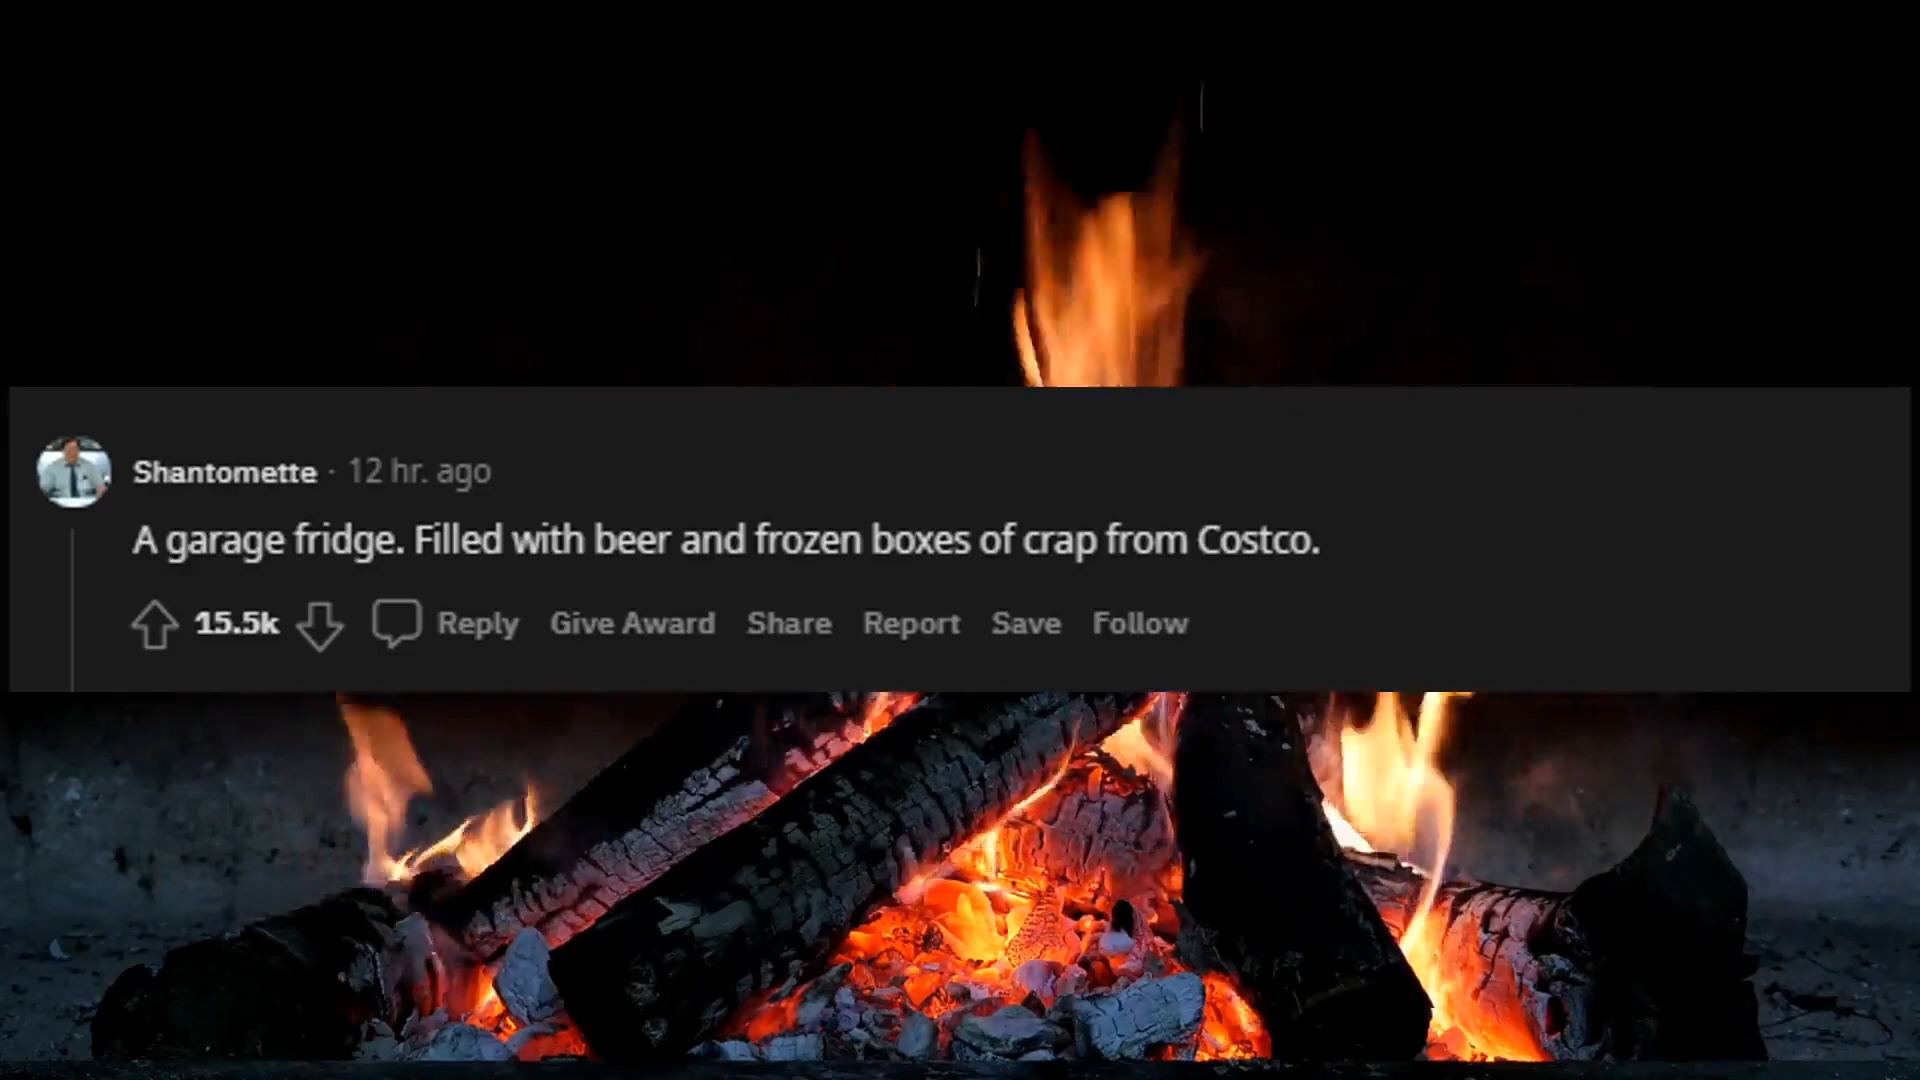 Shantomette · 12 hr. ago
A garage fridge. Filled with beer and frozen boxes of crap from Costco.
15.5k Reply Give Award Share Report Save Follow